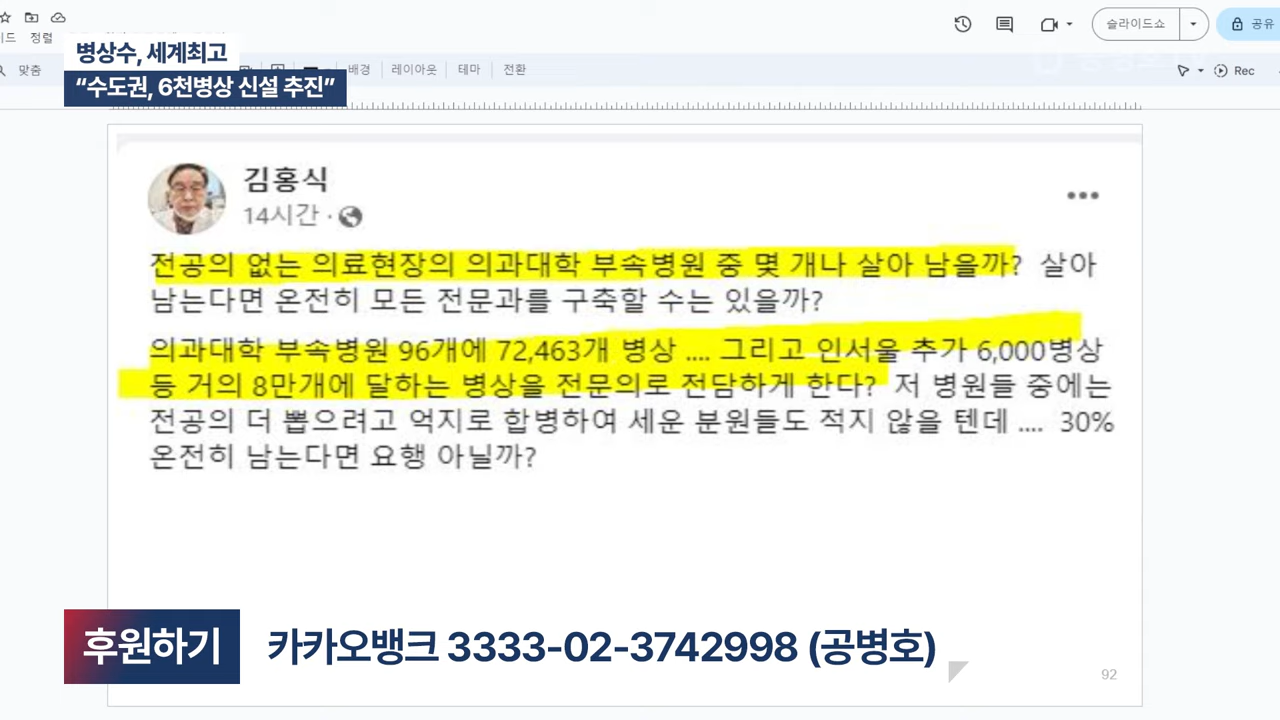 이드
정렬
슬라이드쇼
공유
병상수, 세계최고
맞춤
배경
레이아웃
테마
전환
Rec
“수도권, 6천병상 신설 추진”
김홍식
14시간 ·
전공의 없는 의료현장의 의과대학 부속병원 중 몇 개나 살아 남을까? 살아
남는다면 온전히 모든 전문과를 구축할 수는 있을까?
의과대학 부속병원 96개에 72,463개 병상 .... 그리고 인서울 추가 6,000병상
등 거의 8만개에 달하는 병상을 전문의로 전담하게 한다? 저 병원들 중에는
전공의 더 뽑으려고 억지로 합병하여 세운 분원들도 적지 않을 텐데 .... 30%
온전히 남는다면 요행 아닐까?
후원하기
카카오뱅크 3333-02-3742998 (공병호)
92